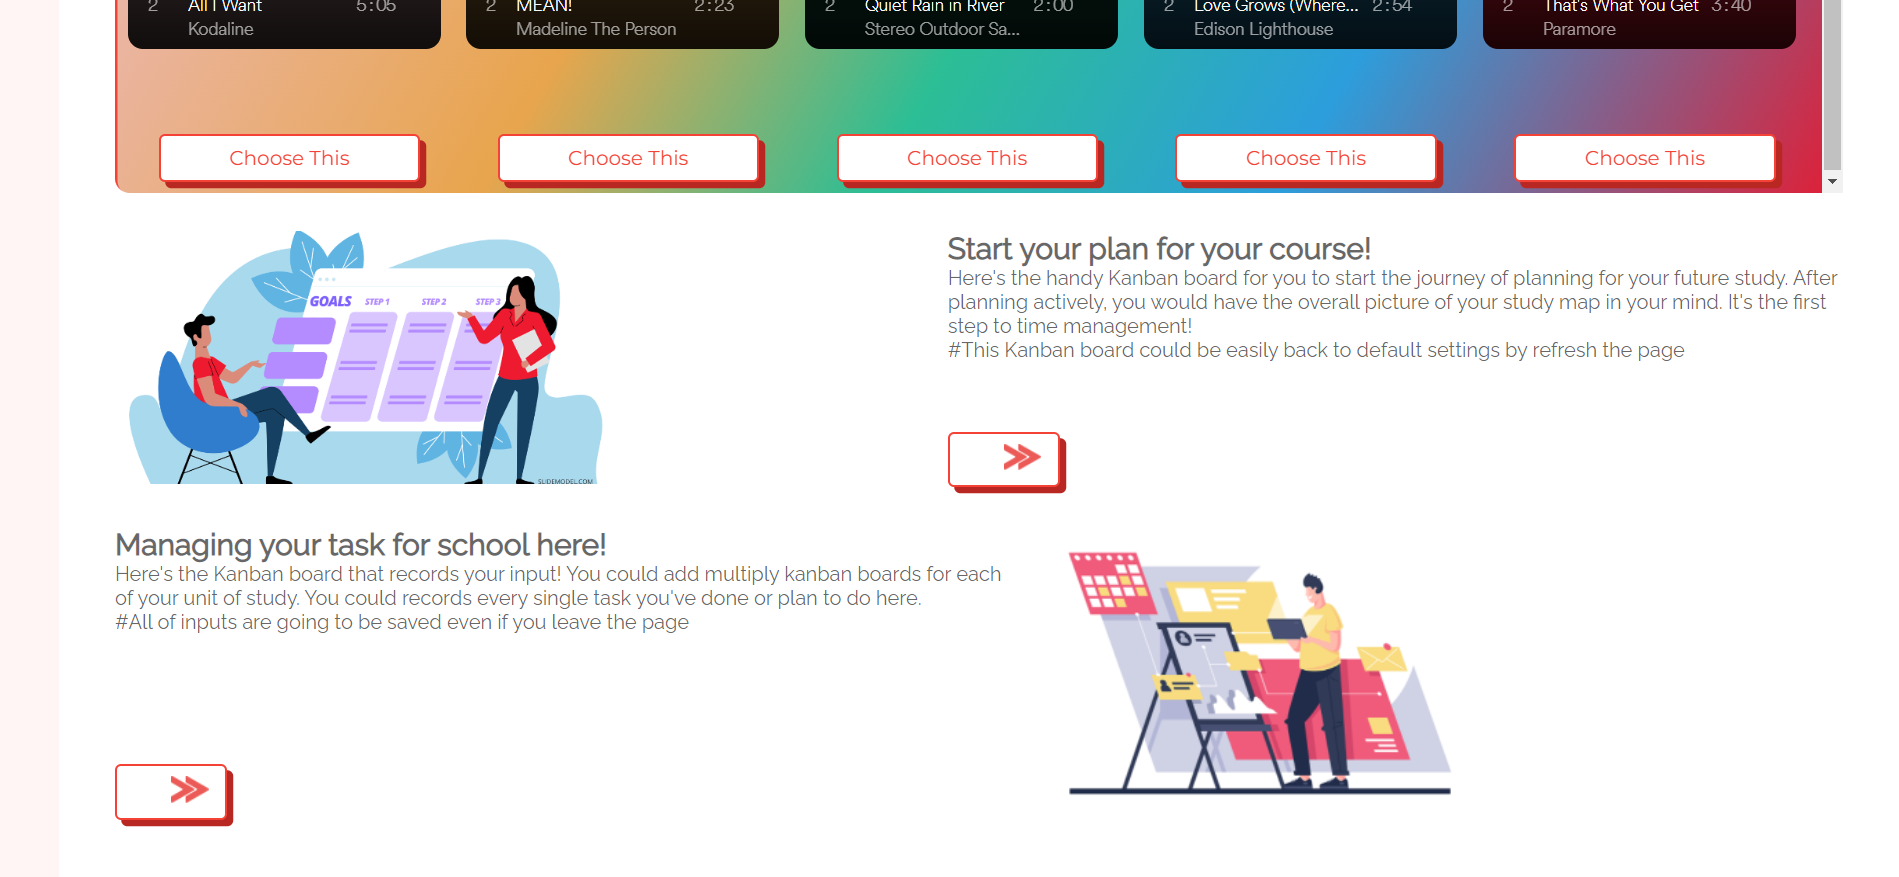 2 All I Want 5:05
Kodaline
2 MEAN! 2:23
Madeline The Person
2 Quiet Rain in River 2:00
Stereo Outdoor Sa...
2 Love Grows (Where... 2:54
Edison Lighthouse
2 That's What You Get 3:40
Paramore
Choose This
Choose This
Choose This
Choose This
Choose This
GOALS STEP 1 STEP 2 STEP 3
SLIDEMODEL.COM
Start your plan for your course!
Here's the handy Kanban board for you to start the journey of planning for your future study. After
planning actively, you would have the overall picture of your study map in your mind. It's the first
step to time management!
#This Kanban board could be easily back to default settings by refresh the page
Managing your task for school here!
Here's the Kanban board that records your input! You could add multiply kanban boards for each
of your unit of study. You could records every single task you've done or plan to do here.
#All of inputs are going to be saved even if you leave the page